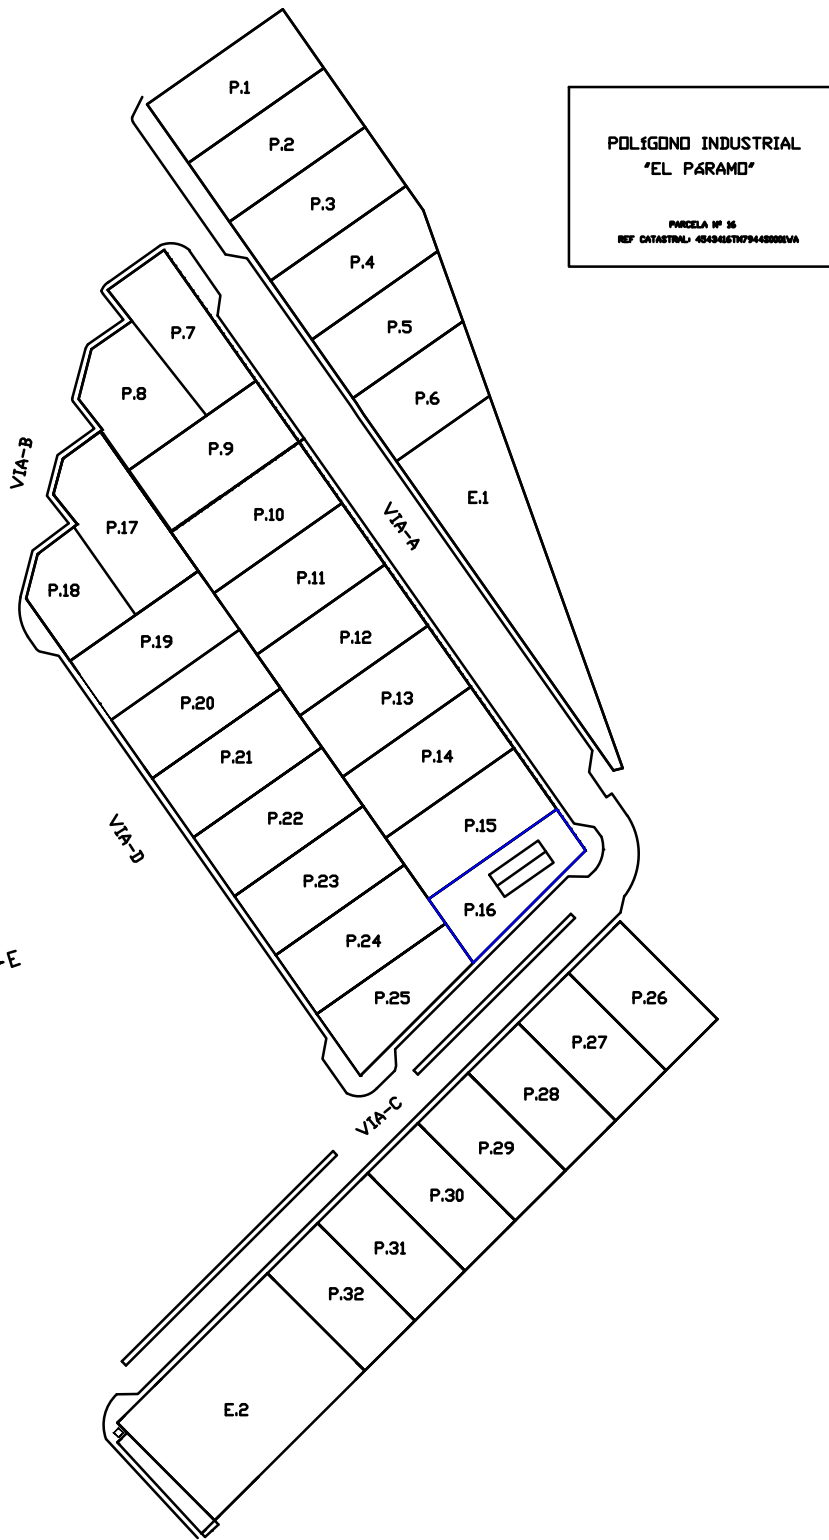 P.1
POLÍGONO INDUSTRIAL
"EL PÁRAMO"
P.2
P.3
PARCELA Nº 16
P.4
P.5
P.7
P.8
P.6
P.9
VIA-B
E.1
P.10
P.17
VIA-A
P.11
P.18
P.12
P.19
P.13
P.20
P.14
P.21
P.15
P.22
VIA-D
P.23
P.16
P.24
-E
P.25
P.26
P.27
P.28
VIA-C
P.29
P.30
P.31
P.32
E.2